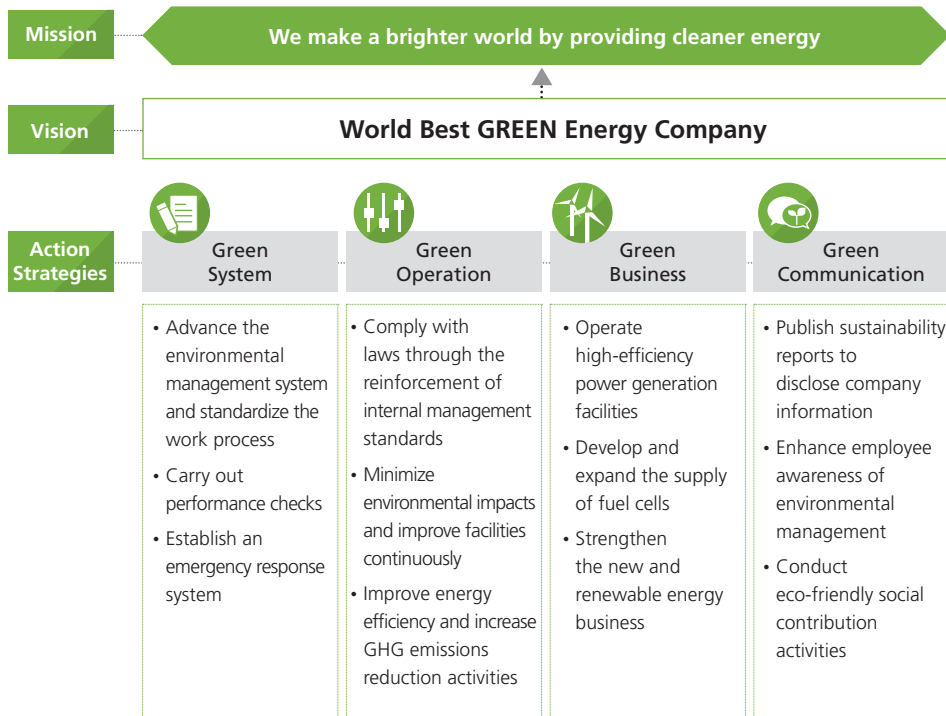 Mission
We make a brighter world by providing cleaner energy
Vision
World Best GREEN Energy Company
Action
Strategies
Green
System
Green
Operation
Green
Business
Green
Communication
• Advance the
environmental
management system
and standardize the
work process
• Carry out
performance checks
• Establish an
emergency response
system
• Comply with
laws through the
reinforcement of
internal management
standards
• Minimize
environmental impacts
and improve facilities
continuously
• Improve energy
efficiency and increase
GHG emissions
reduction activities
• Operate
high-efficiency
power generation
facilities
• Develop and
expand the supply
of fuel cells
• Strengthen
the new and
renewable energy
business
• Publish sustainability
reports to
disclose company
information
• Enhance employee
awareness of
environmental
management
• Conduct
eco-friendly social
contribution
activities